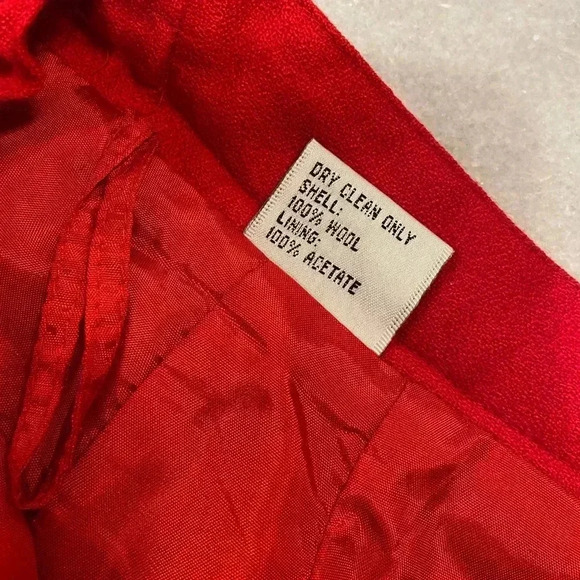 DRY CLEAN ONLY
SHELL:
100% WOOL
LINING:
100% ACETATE